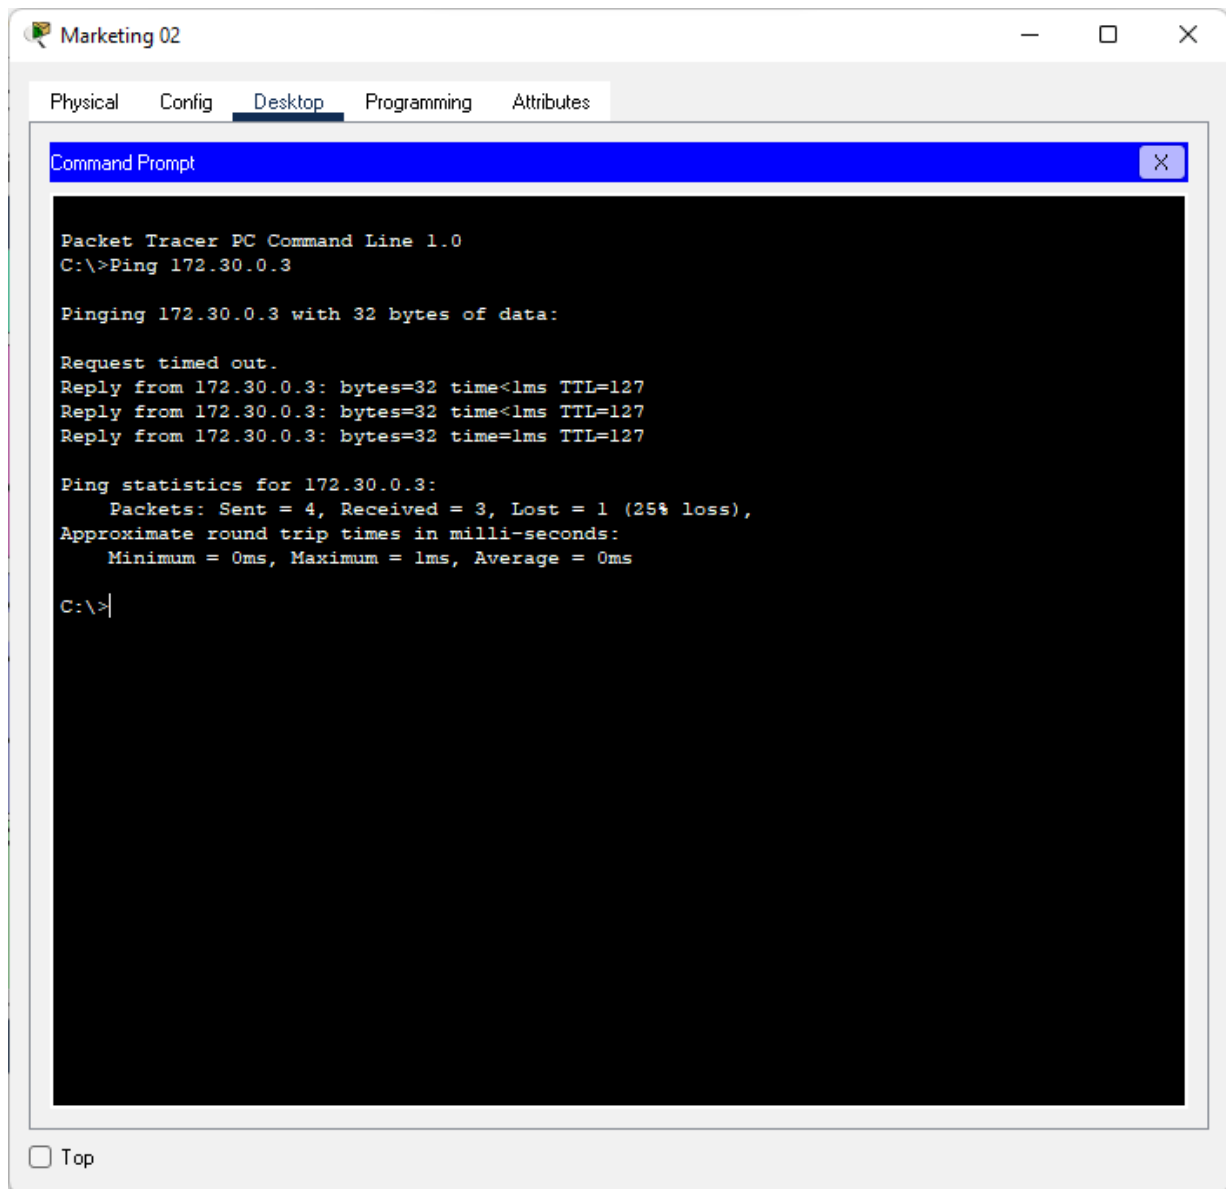 Marketing 02
Physical Config Desktop Programming Attributes
Command Prompt X
Packet Tracer PC Command Line 1.0
C:\>Ping 172.30.0.3
Pinging 172.30.0.3 with 32 bytes of data:
Request timed out.
Reply from 172.30.0.3: bytes=32 time<1ms TTL=127
Reply from 172.30.0.3: bytes=32 time<1ms TTL=127
Reply from 172.30.0.3: bytes=32 time=1ms TTL=127
Ping statistics for 172.30.0.3:
Packets: Sent = 4, Received = 3, Lost = 1 (25% loss),
Approximate round trip times in milli-seconds:
Minimum = 0ms, Maximum = 1ms, Average = 0ms
C:\>
Top